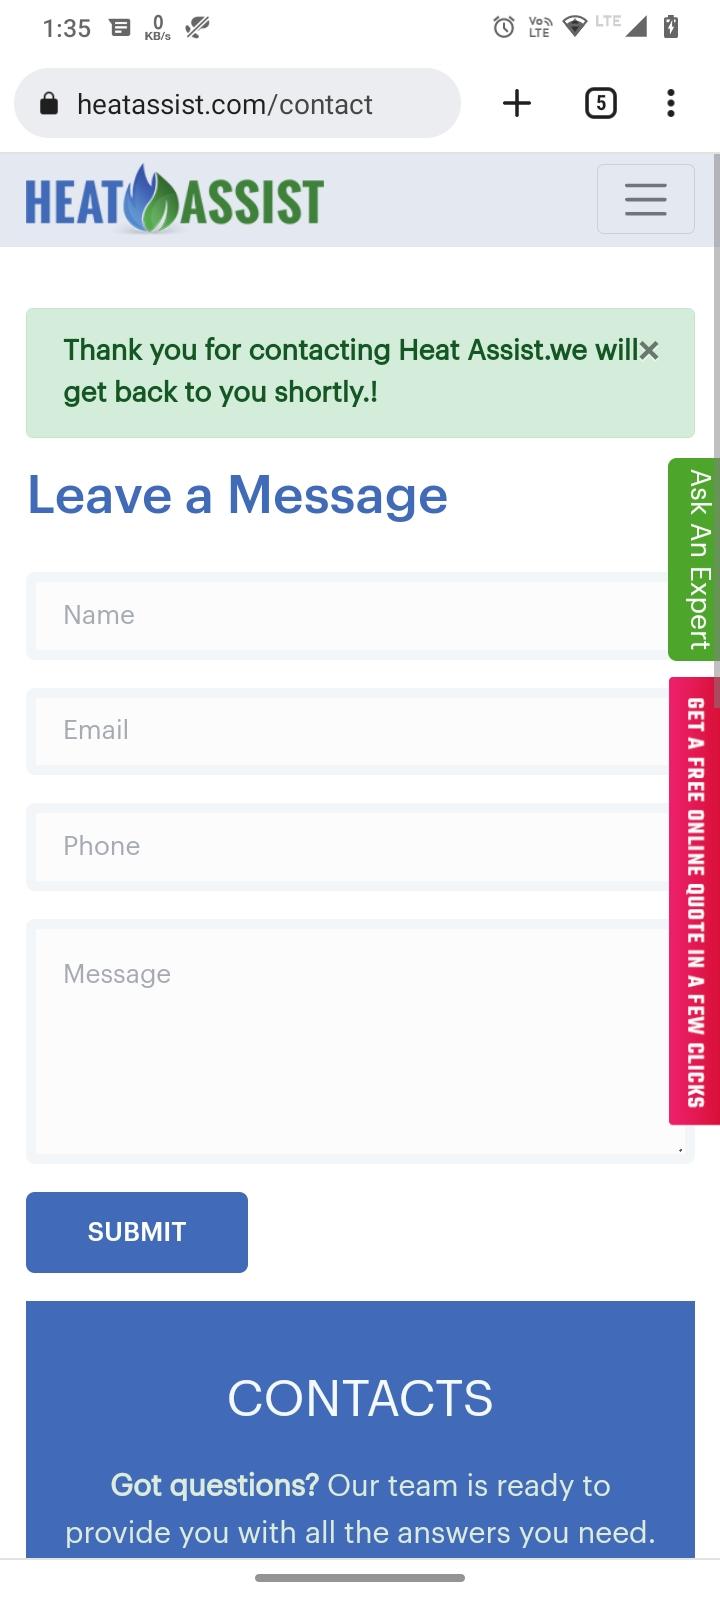 1:35
0
KB/s
Vo
LTE
LTE
heatassist.com/contact
5
HEAT ASSIST
Thank you for contacting Heat Assist.we will×
get back to you shortly.!
Leave a Message
Ask An Expert
Name
Email
GET A FREE ONLINE QUOTE IN A FEW CLICKS
Phone
Message
SUBMIT
CONTACTS
Got questions? Our team is ready to
provide you with all the answers you need.